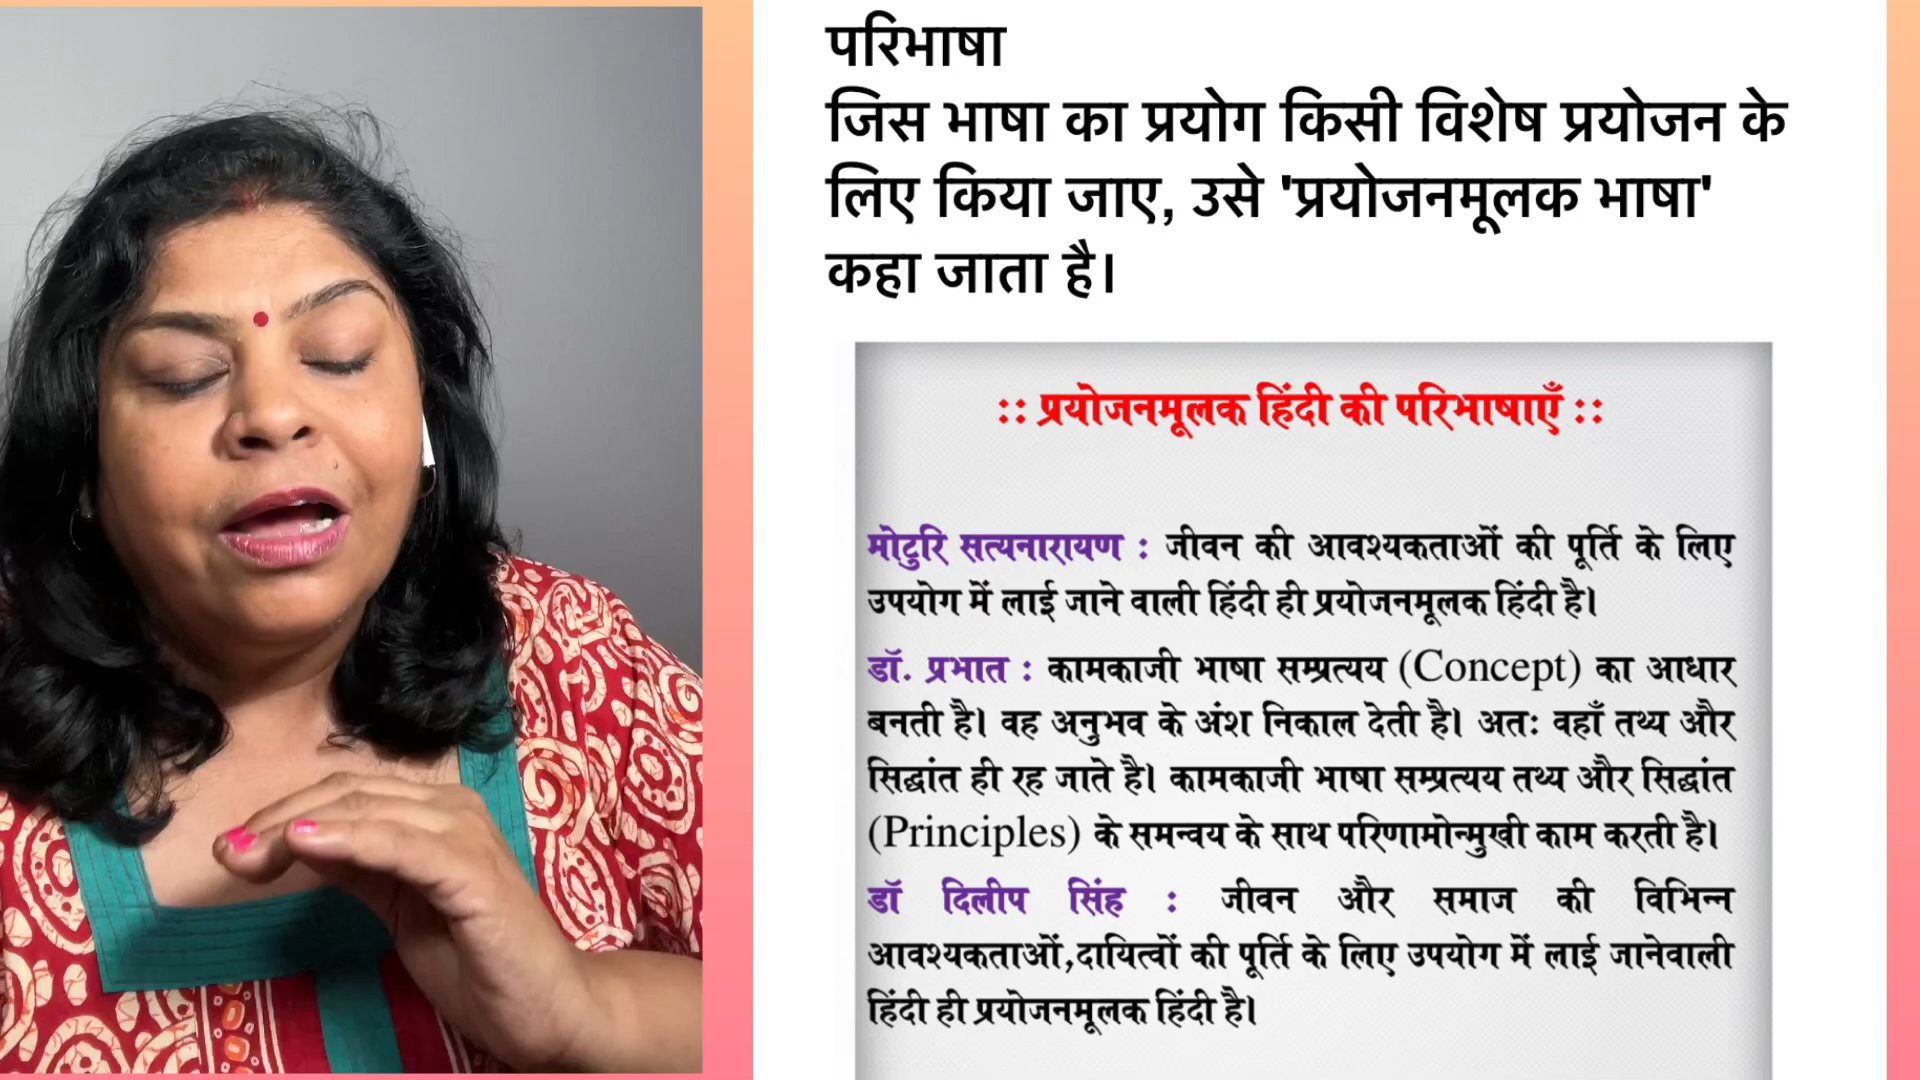 परिभाषा
जिस भाषा का प्रयोग किसी विशेष प्रयोजन के
लिए किया जाए, उसे 'प्रयोजनमूलक भाषा'
कहा जाता है।
:: प्रयोजनमूलक हिंदी की परिभाषाएँ ::
मोटुरि सत्यनारायण : जीवन की आवश्यकताओं की पूर्ति के लिए
उपयोग में लाई जाने वाली हिंदी ही प्रयोजनमूलक हिंदी है।
डॉ. प्रभात : कामकाजी भाषा सम्प्रत्यय (Concept) का आधार
बनती है। वह अनुभव के अंश निकाल देती है। अतः वहाँ तथ्य और
सिद्धांत ही रह जाते है। कामकाजी भाषा सम्प्रत्यय तथ्य और सिद्धांत
(Principles) के समन्वय के साथ परिणामोन्मुखी काम करती है।
डॉ दिलीप सिंह : जीवन और समाज की विभिन्न
आवश्यकताओं,दायित्वों की पूर्ति के लिए उपयोग में लाई जानेवाली
हिंदी ही प्रयोजनमूलक हिंदी है।